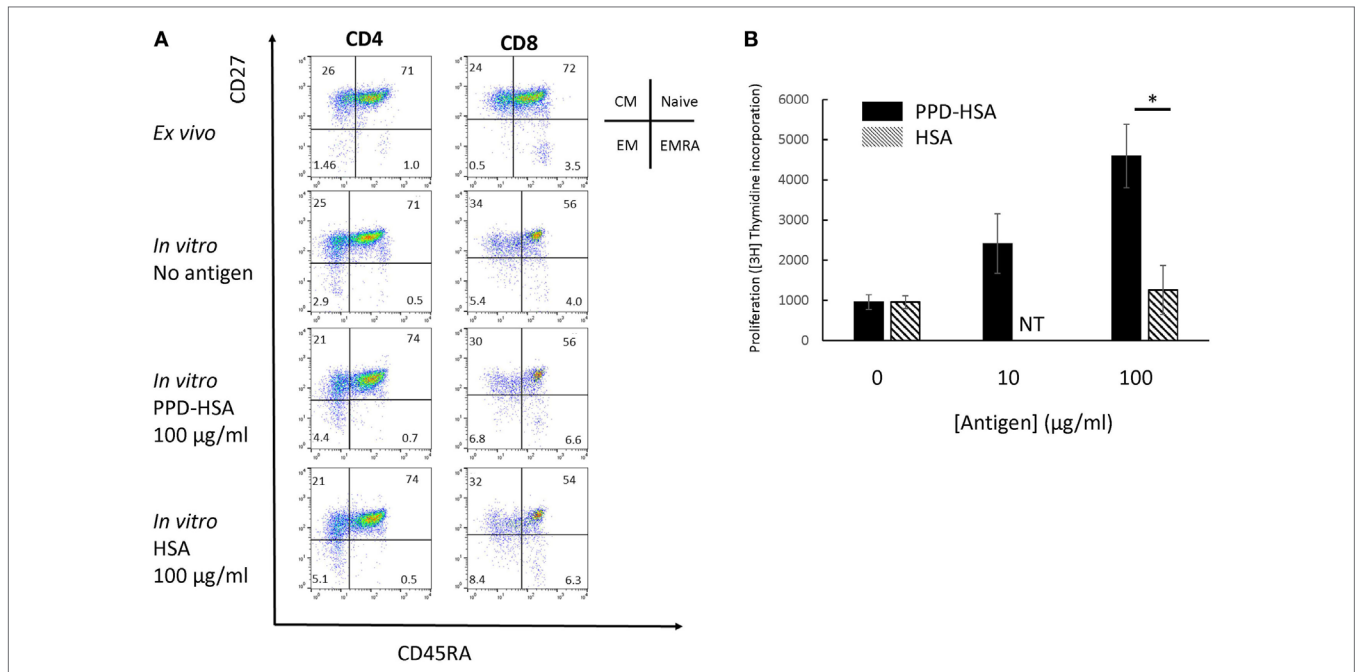 A
B
CD4
CD8
CD27
Ex vivo
26 71
1.46 1.0
24 72
0.5 3.5
CM Naive
EM EMRA
In vitro
No antigen
25 71
2.9 0.5
34 56
5.4 4.0
In vitro
PPD-HSA
100 µg/ml
21 74
4.4 0.7
30 56
6.8 6.6
In vitro
HSA
100 µg/ml
21 74
5.1 0.5
32 54
8.4 6.3
CD45RA
Proliferation ([3H] Thymidine incorporation)
6000
5000
4000
3000
2000
1000
0
PPD-HSA
HSA
*
NT
0 10 100
[Antigen] (µg/ml)